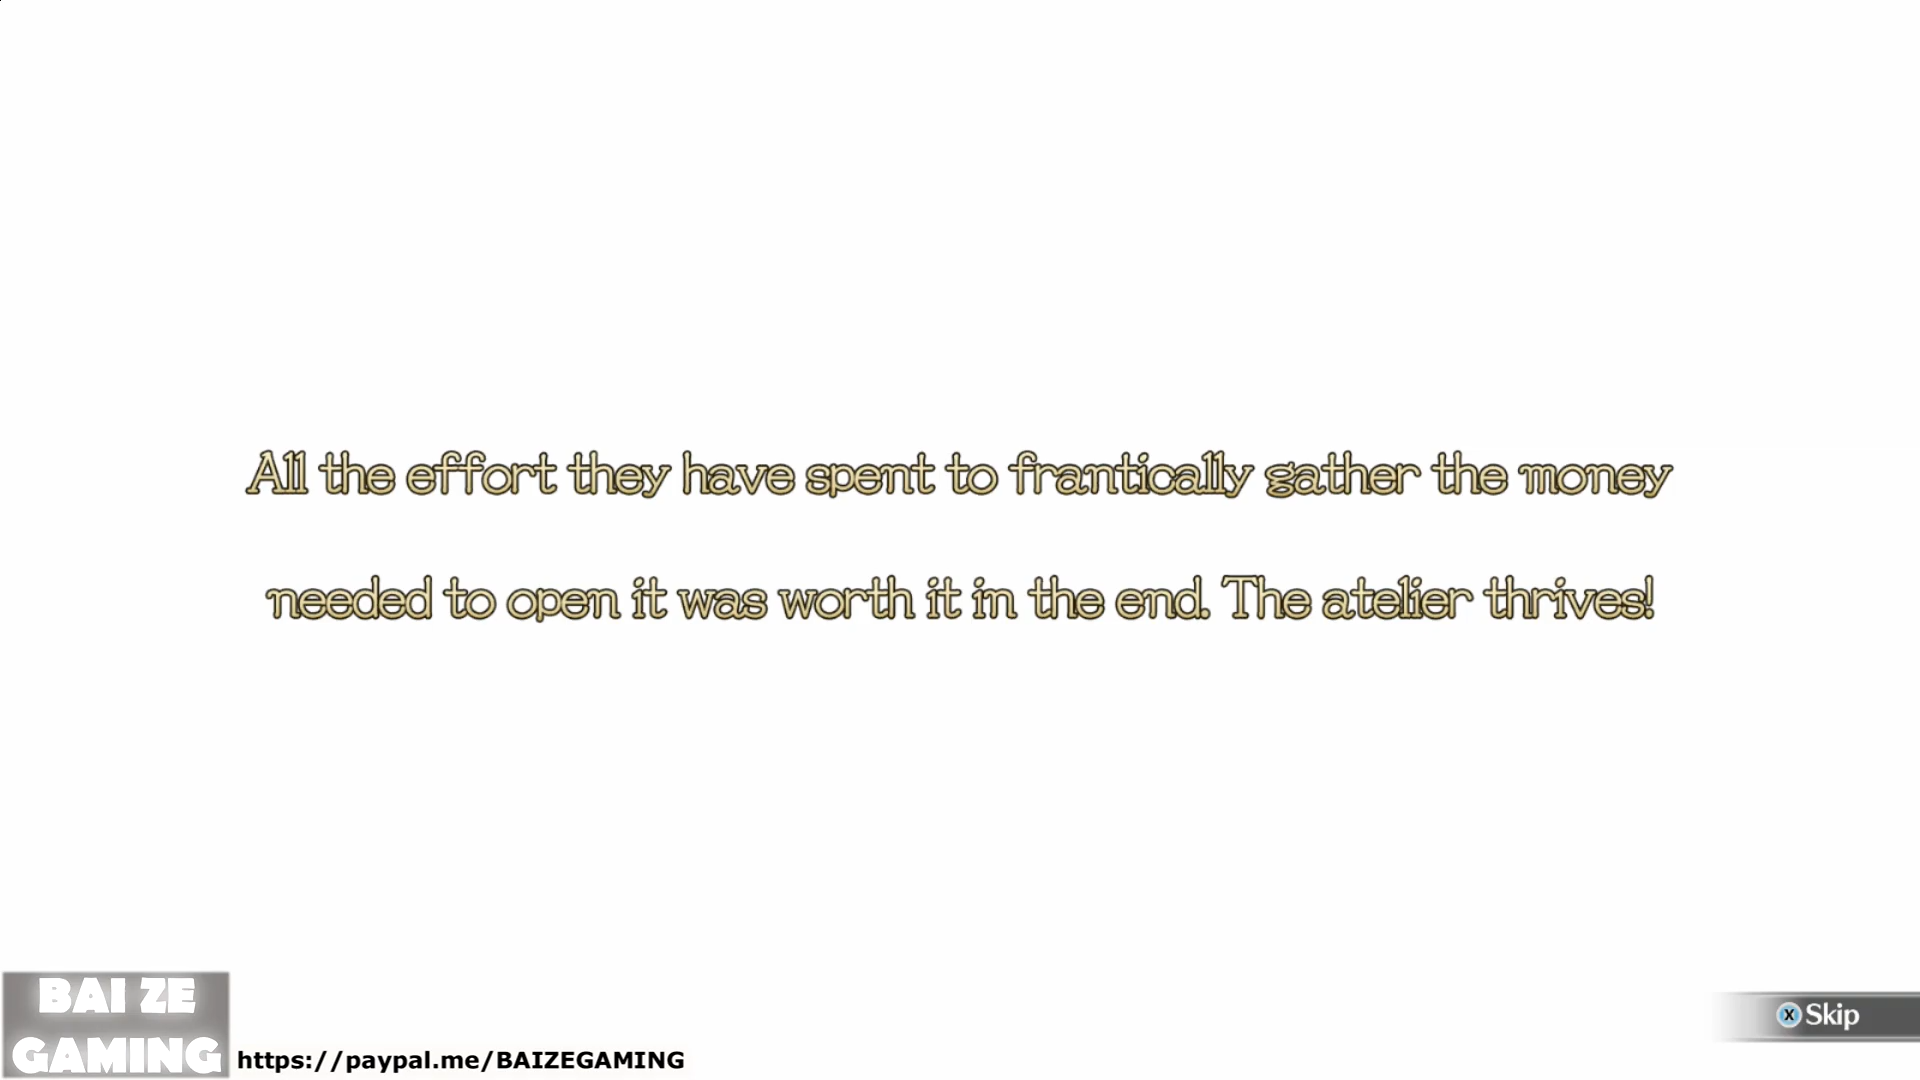 All the effort they have spent to frantically gather the money
needed to open it was worth it in the end. The atelier thrives!
BAI ZE
GAMING
https://paypal.me/BAIZEGAMING
X Skip